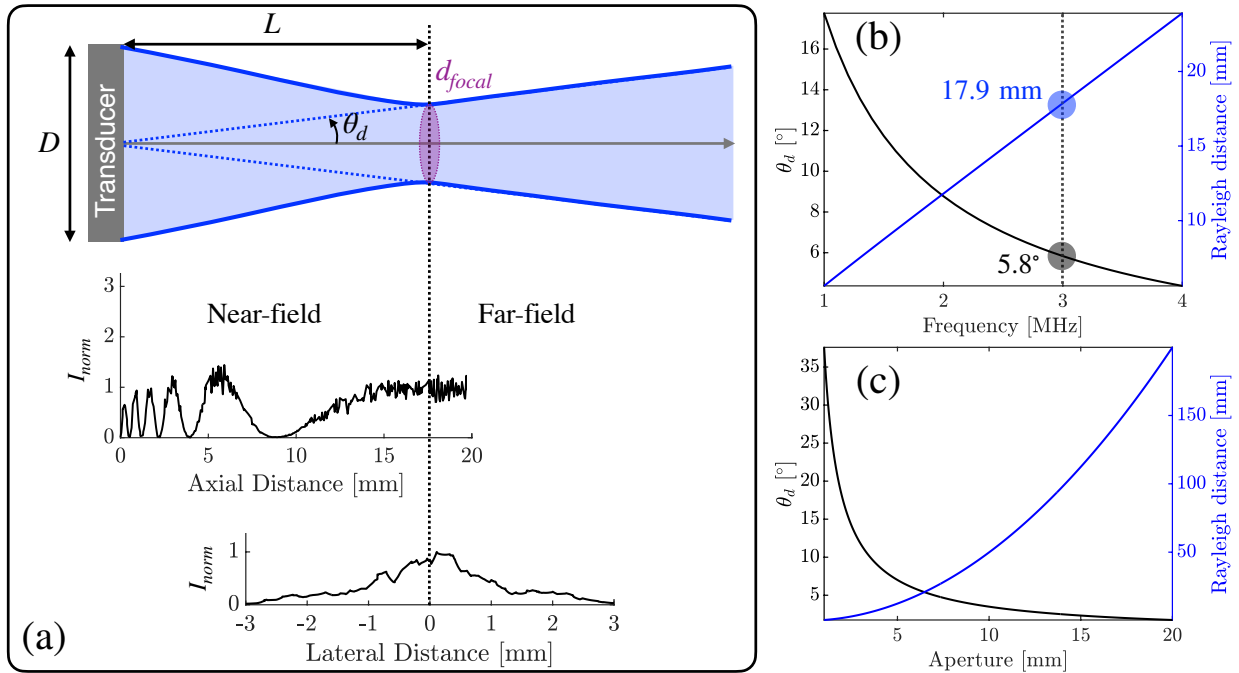 L
d_focal
D
Transducer
θ_d
3
2
1
0
I_norm
Near-field
Far-field
0 5 10 15 20
Axial Distance [mm]
1
0
I_norm
-3 -2 -1 0 1 2 3
Lateral Distance [mm]
(a)
(b)
16
14
12
10
8
6
θ_d [°]
17.9 mm
5.8°
20
15
10
Rayleigh distance [mm]
1 2 3 4
Frequency [MHz]
(c)
35
30
25
20
15
10
5
θ_d [°]
150
100
50
Rayleigh distance [mm]
5 10 15 20
Aperture [mm]